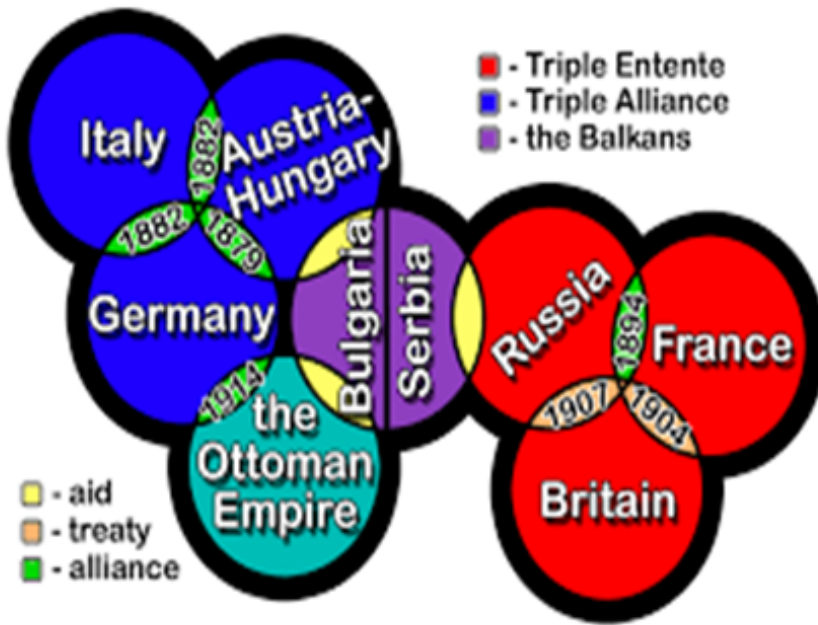 - Triple Entente
- Triple Alliance
- the Balkans
Italy
1882
Austria-
Hungary
1882
1879
Germany
Bulgaria
Serbia
Russia
1894
France
1914
the
Ottoman
Empire
1907
1904
Britain
- aid
- treaty
- alliance